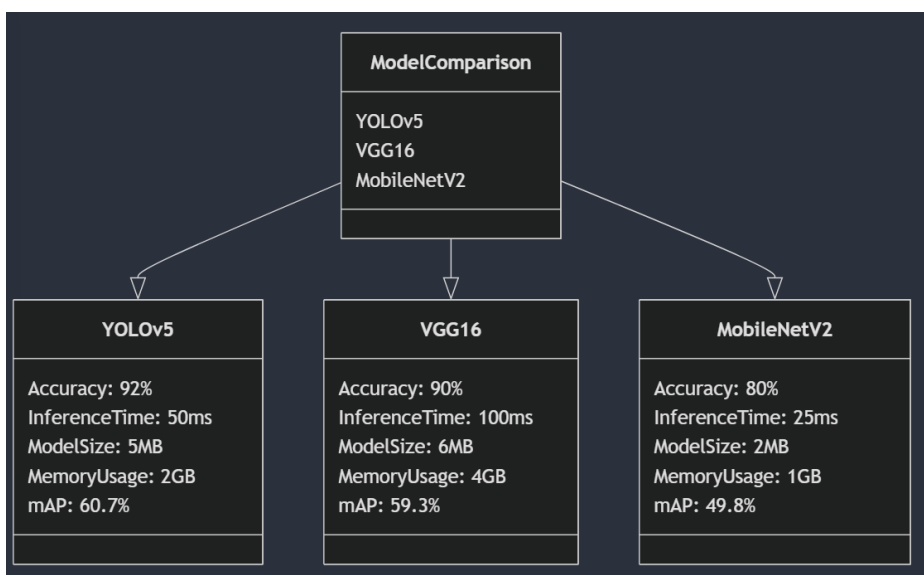 ModelComparison
YOLOv5
VGG16
MobileNetV2
YOLOv5
Accuracy: 92%
InferenceTime: 50ms
ModelSize: 5MB
MemoryUsage: 2GB
mAP: 60.7%
VGG16
Accuracy: 90%
InferenceTime: 100ms
ModelSize: 6MB
MemoryUsage: 4GB
mAP: 59.3%
MobileNetV2
Accuracy: 80%
InferenceTime: 25ms
ModelSize: 2MB
MemoryUsage: 1GB
mAP: 49.8%